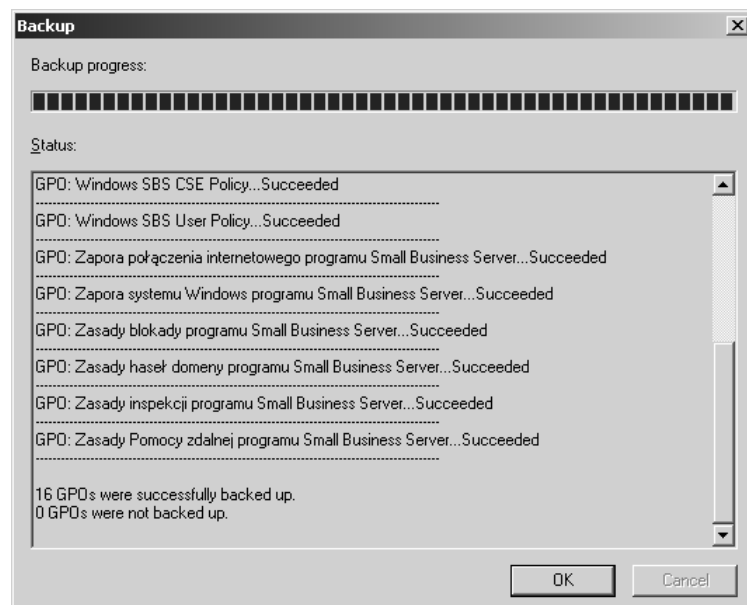 Backup
Backup progress:
Status:
GPO: Windows SBS CSE Policy...Succeeded
GPO: Windows SBS User Policy...Succeeded
GPO: Zapora połączenia internetowego programu Small Business Server...Succeeded
GPO: Zapora systemu Windows programu Small Business Server...Succeeded
GPO: Zasady blokady programu Small Business Server...Succeeded
GPO: Zasady haseł domeny programu Small Business Server...Succeeded
GPO: Zasady inspekcji programu Small Business Server...Succeeded
GPO: Zasady Pomocy zdalnej programu Small Business Server...Succeeded
16 GPOs were successfully backed up.
0 GPOs were not backed up.
OK Cancel